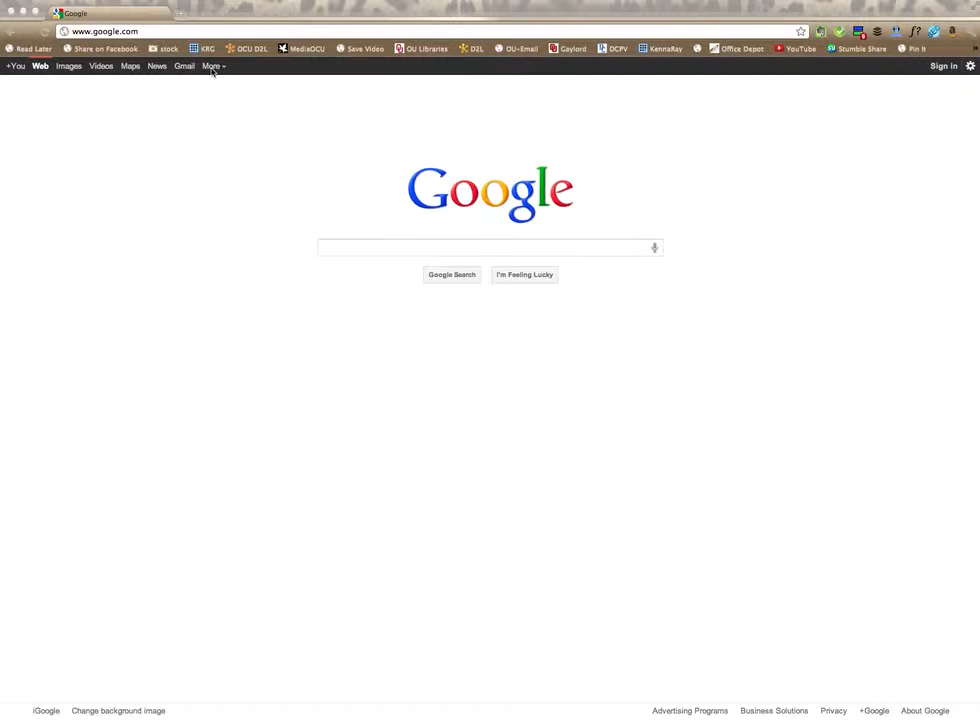 Google
www.google.com
Read Later Share on Facebook stock KRG OCU D2L MediaOCU Save Video OU Libraries D2L OU-Email Gaylord DCPV KennaRay Office Depot YouTube Stumble Share Pin It
+You Web Images Videos Maps News Gmail More Sign in
Google
Google Search I'm Feeling Lucky
iGoogle Change background image Advertising Programs Business Solutions Privacy +Google About Google